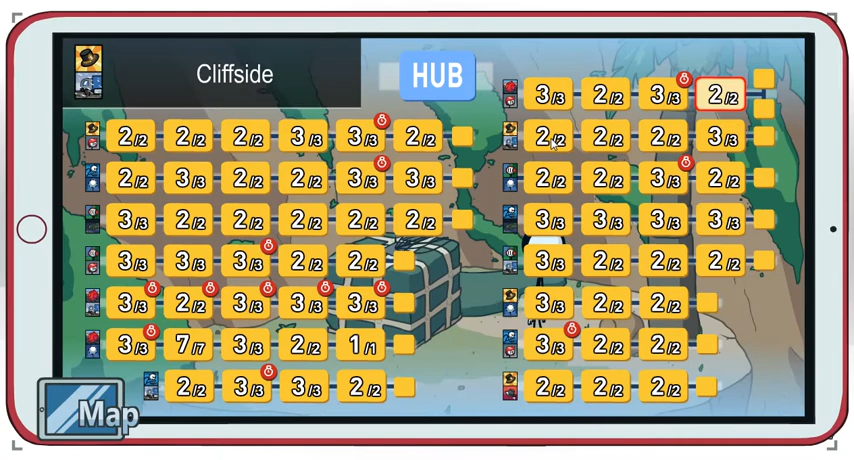 Cliffside
HUB
2/2 2/2 2/2 3/3 3/3 2/2
2/2 3/3 2/2 2/2 3/3 3/3
3/3 2/2 2/2 2/2 2/2 2/2
3/3 3/3 3/3 2/2 2/2
3/3 2/2 3/3 3/3 3/3
3/3 7/7 3/3 2/2 1/1
2/2 3/3 3/3 2/2
3/3 2/2 3/3 2/2
2/2 2/2 2/2 3/3
2/2 2/2 3/3 2/2
3/3 3/3 3/3 3/3
3/3 2/2 2/2 2/2
3/3 2/2 2/2
3/3 2/2 2/2
2/2 2/2 2/2
Map